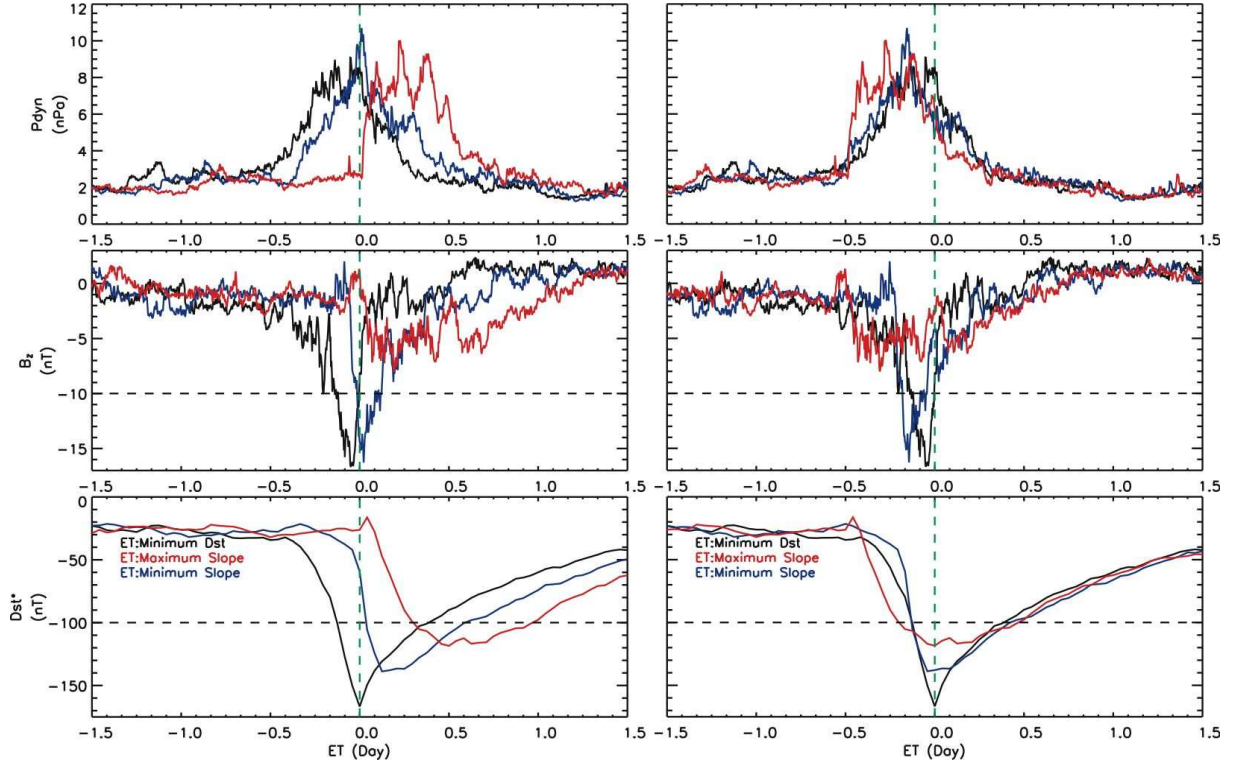 12
10
8
6
4
2
0
Pdyn
(nPa)
-1.5 -1.0 -0.5 0.0 0.5 1.0 1.5
-1.5 -1.0 -0.5 0.0 0.5 1.0 1.5
0
-5
-10
-15
Bz
(nT)
-1.5 -1.0 -0.5 0.0 0.5 1.0 1.5
-1.5 -1.0 -0.5 0.0 0.5 1.0 1.5
0
-50
-100
-150
Dst*
(nT)
ET:Minimum Dst
ET:Maximum Slope
ET:Minimum Slope
ET:Minimum Dst
ET:Maximum Slope
ET:Minimum Slope
-1.5 -1.0 -0.5 0.0 0.5 1.0 1.5
-1.5 -1.0 -0.5 0.0 0.5 1.0 1.5
ET (Day)
ET (Day)